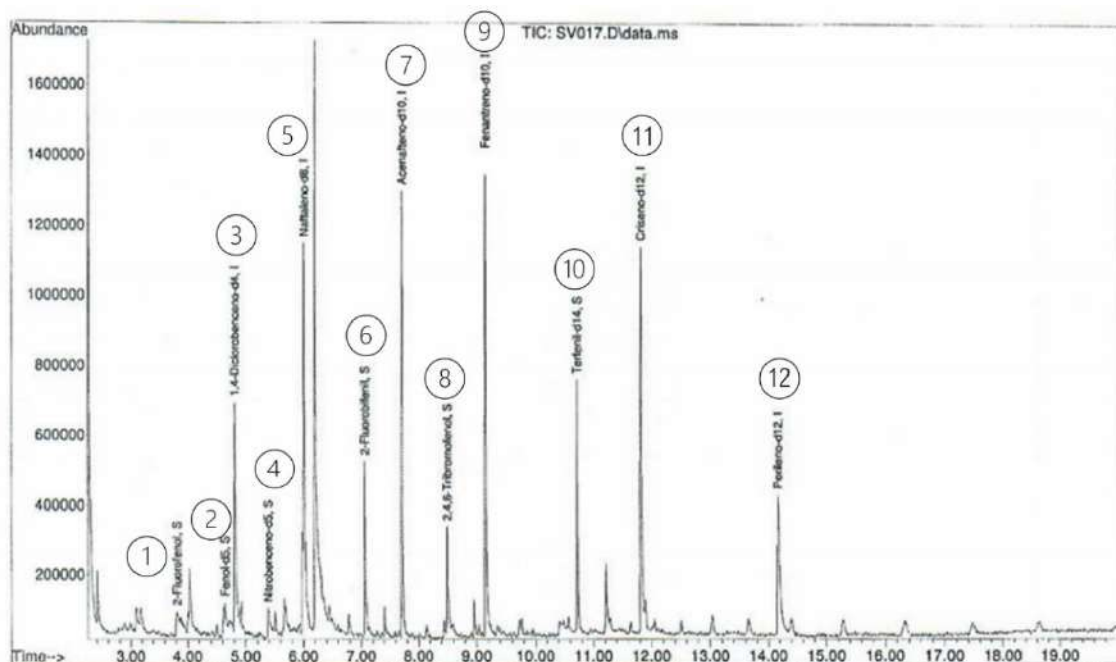 Abundance
TIC: SV017.D\data.ms
1600000
1400000
1200000
1000000
800000
600000
400000
200000
1
2-Fluorofenol, S
2
Fenol-d5, S
3
1,4-Diclorobenceno-d4, I
4
Nitrobenceno-d5, S
5
Naftaleno-d8, I
6
2-Fluorobifenil, S
7
Acenafteno-d10, I
8
2,4,6-Tribromofenol, S
9
Fenantreno-d10, I
10
Terfenil-d14, S
11
Criseno-d12, I
12
Perileno-d12, I
Time--> 3.00 4.00 5.00 6.00 7.00 8.00 9.00 10.00 11.00 12.00 13.00 14.00 15.00 16.00 17.00 18.00 19.00